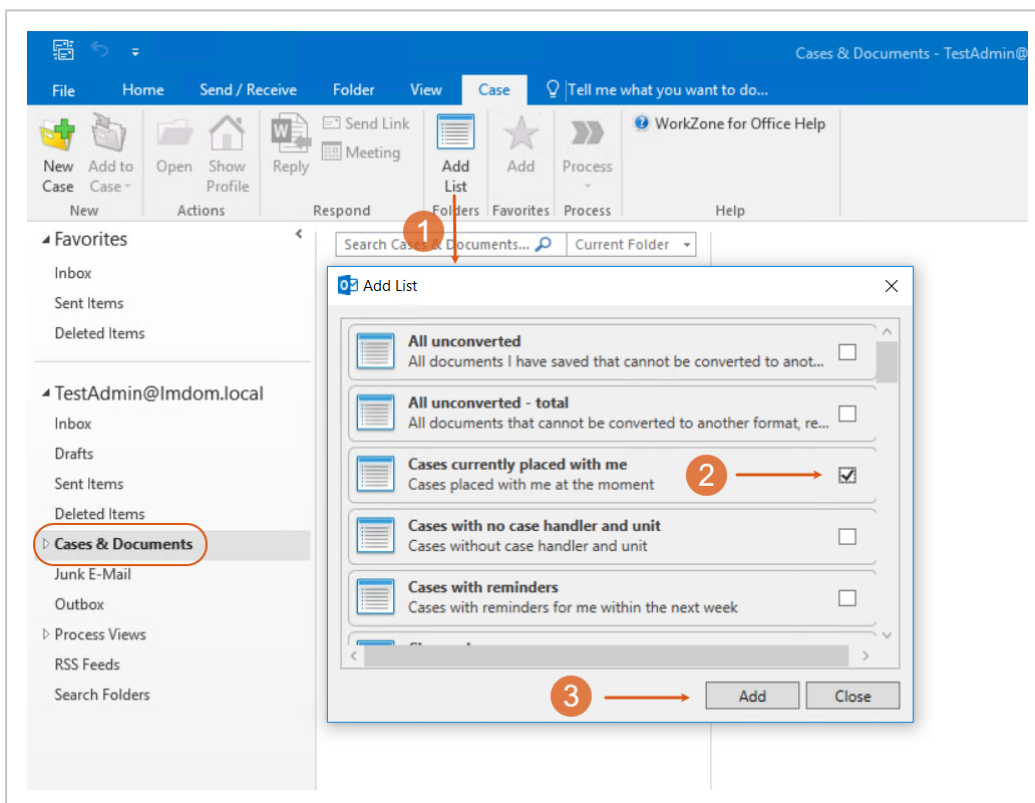 Cases & Documents - TestAdmin@
File Home Send / Receive Folder View Case Tell me what you want to do...
New Case
Add to Case
Open
Show Profile
Reply
Send Link
Meeting
Add List
Add
Process
WorkZone for Office Help
New Actions Respond Folders Favorites Process Help
1
Favorites
Inbox
Sent Items
Deleted Items
TestAdmin@lmdom.local
Inbox
Drafts
Sent Items
Deleted Items
Cases & Documents
Junk E-Mail
Outbox
Process Views
RSS Feeds
Search Folders
Search Cases & Documents... Current Folder
Add List
All unconverted
All documents I have saved that cannot be converted to anot...
All unconverted - total
All documents that cannot be converted to another format, re...
Cases currently placed with me
Cases placed with me at the moment
2
Cases with no case handler and unit
Cases without case handler and unit
Cases with reminders
Cases with reminders for me within the next week
3
Add Close